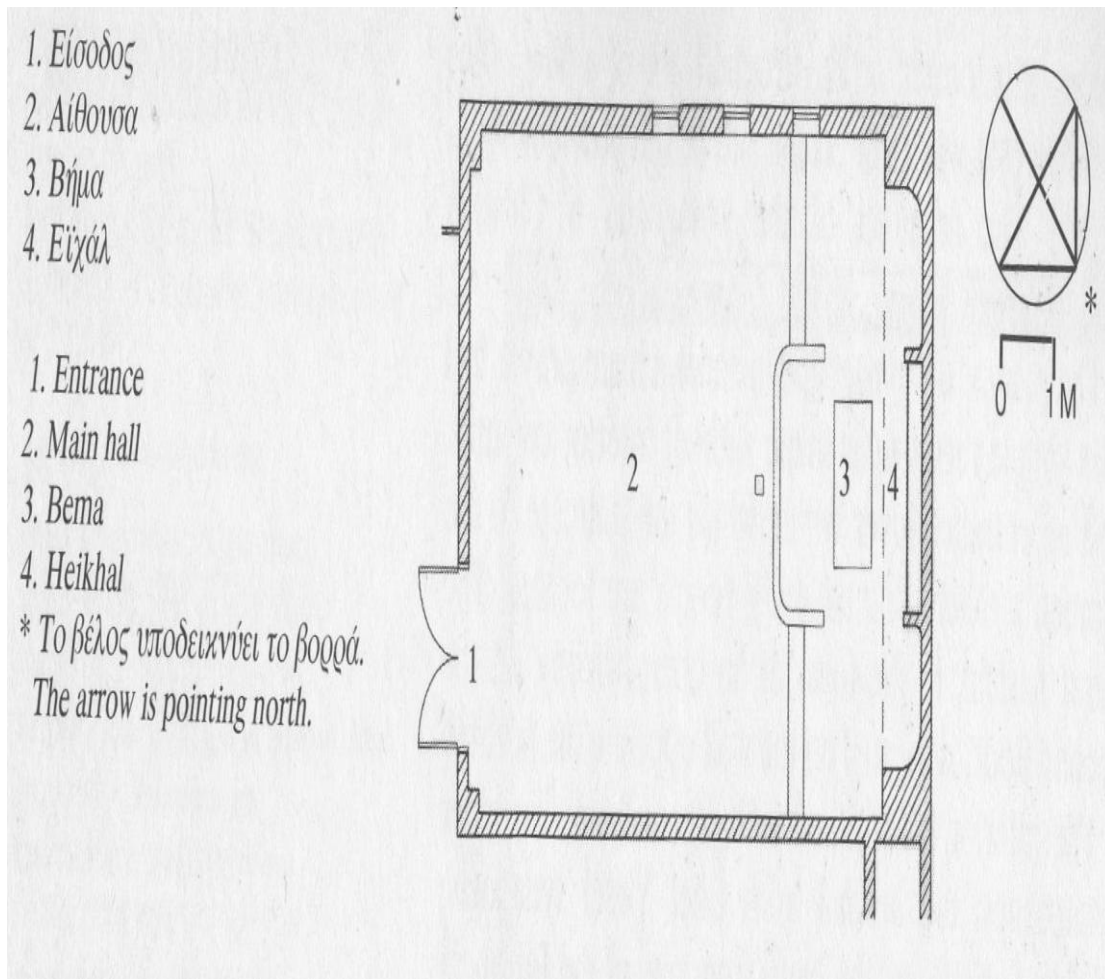 1. Είσοδος
2. Αίθουσα
3. Βήμα
4. Εϊχάλ
1. Entrance
2. Main hall
3. Bema
4. Heikhal
* Το βέλος υποδεικνύει το βορρά.
The arrow is pointing north.
*
0 1M
2
3
4
1